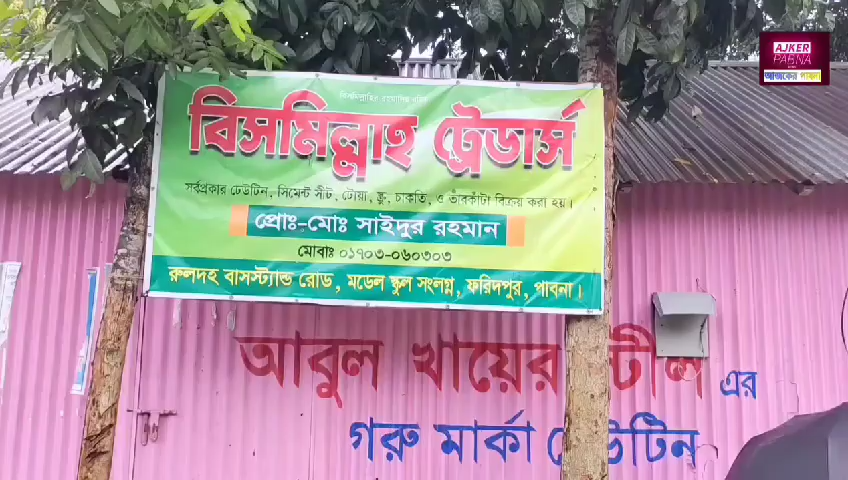 AJKER
PABNA
আজকের পাবনা
বিসমিল্লাহ ট্রেডার্স
সর্বপ্রকার ঢেউটিন, সিমেন্ট সীট, টোয়া, স্ক্রু, চাকতি, ও তাঁরকাঁটা বিক্রয় করা হয়।
প্রোঃ-মোঃ সাইদুর রহমান
মোবাঃ ০১৭০৩-০৬০৩০৩
রুলদহ বাসস্ট্যান্ড রোড, মডেল স্কুল সংলগ্ন, ফরিদপুর, পাবনা।
আবুল খায়ের টীল এর
গরু মার্কা ঢেউটিন